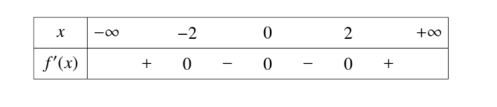 x −∞ −2 0 2 +∞
f′(x) + 0 − 0 − 0 +